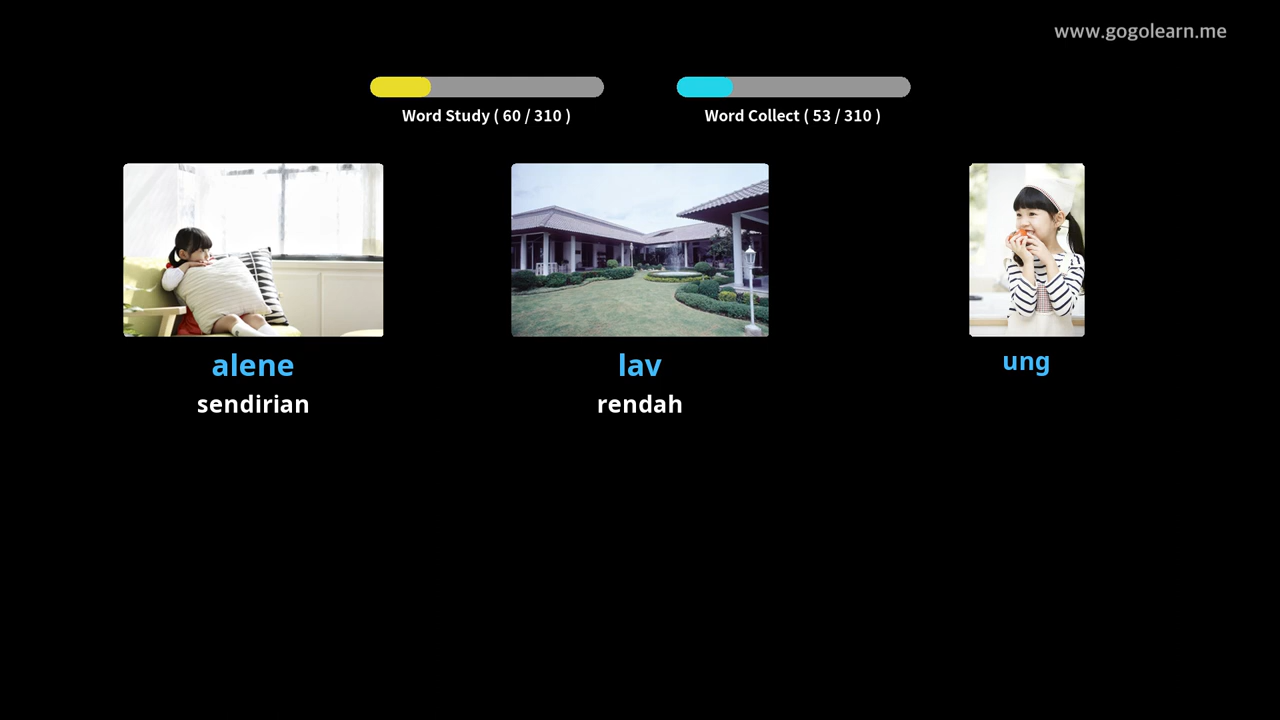 www.gogolearn.me
Word Study ( 60 / 310 )
Word Collect ( 53 / 310 )
alene
sendirian
lav
rendah
ung